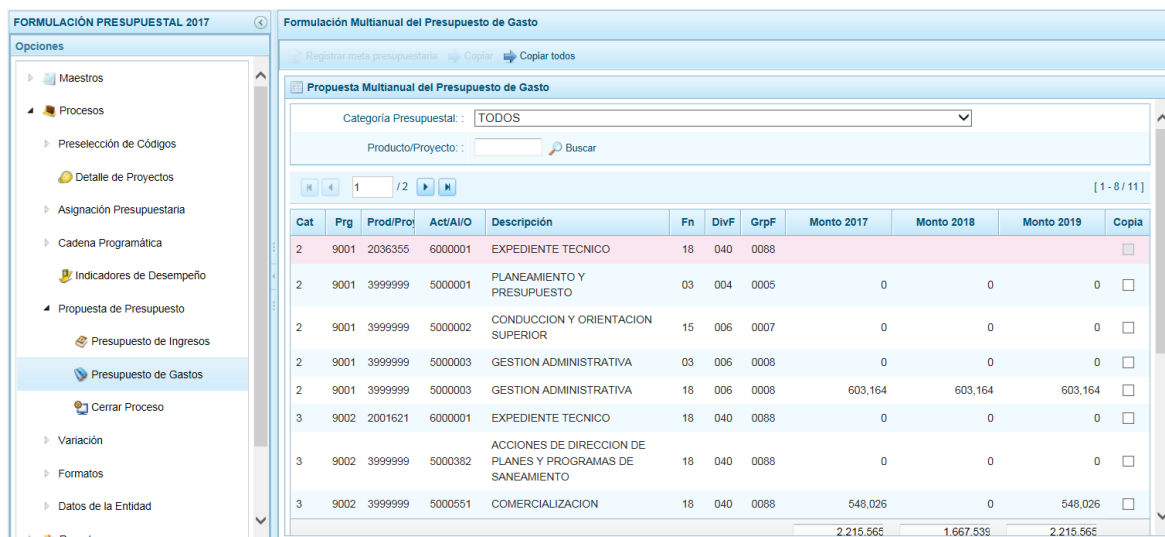 FORMULACIÓN PRESUPUESTAL 2017
Opciones
Maestros
Procesos
Preselección de Códigos
Detalle de Proyectos
Asignación Presupuestaria
Cadena Programática
Indicadores de Desempeño
Propuesta de Presupuesto
Presupuesto de Ingresos
Presupuesto de Gastos
Cerrar Proceso
Variación
Formatos
Datos de la Entidad
Formulación Multianual del Presupuesto de Gasto
Registrar meta presupuestaria Copiar Copiar todos
Propuesta Multianual del Presupuesto de Gasto
Categoría Presupuestal: : TODOS
Producto/Proyecto: : Buscar
1 / 2 [ 1 - 8 / 11 ]
Cat Prg Prod/Proy Act/AI/O Descripción Fn DivF GrpF Monto 2017 Monto 2018 Monto 2019 Copia
2 9001 2036355 6000001 EXPEDIENTE TECNICO 18 040 0088
PLANEAMIENTO Y
2 9001 3999999 5000001 PRESUPUESTO 03 004 0005 0 0 0
CONDUCCION Y ORIENTACION
2 9001 3999999 5000002 SUPERIOR 15 006 0007 0 0 0
2 9001 3999999 5000003 GESTION ADMINISTRATIVA 03 006 0008 0 0 0
2 9001 3999999 5000003 GESTION ADMINISTRATIVA 18 006 0008 603,164 603,164 603,164
3 9002 2001621 6000001 EXPEDIENTE TECNICO 18 040 0088 0 0 0
ACCIONES DE DIRECCION DE
3 9002 3999999 5000382 PLANES Y PROGRAMAS DE 18 040 0088 0 0 0
SANEAMIENTO
3 9002 3999999 5000551 COMERCIALIZACION 18 040 0088 548,026 0 548,026
2,215,565 1,667,539 2,215,565